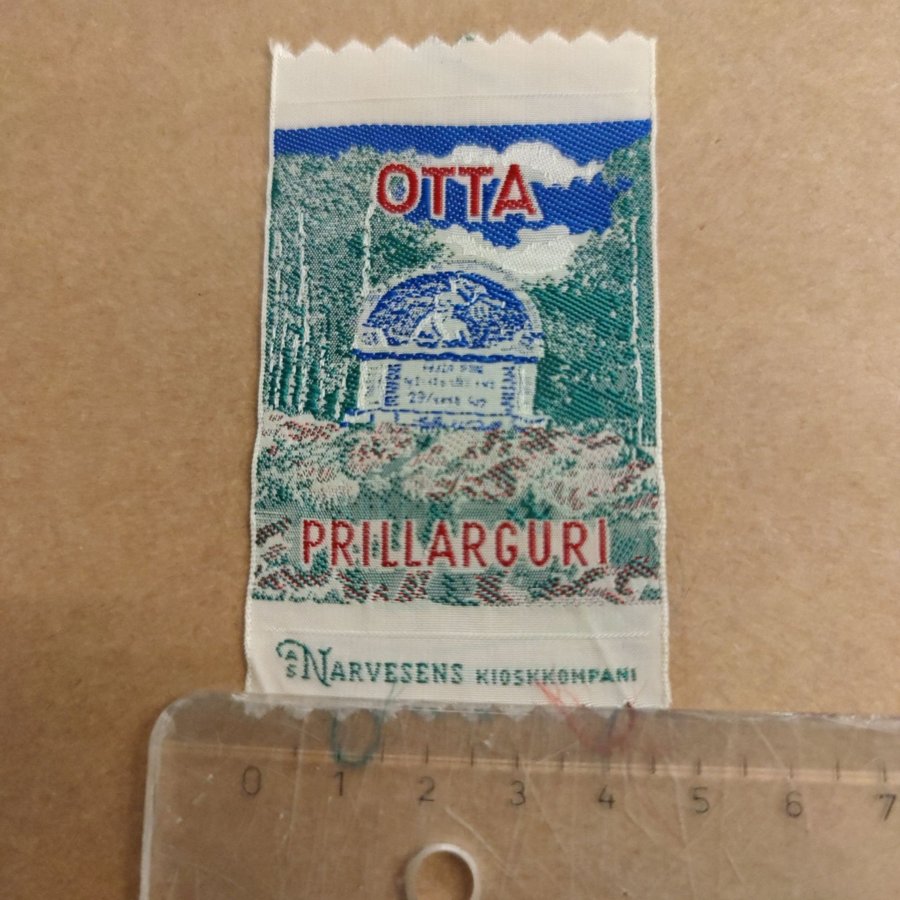 OTTA
PRILLARGURI
A/S NARVESENS KIOSKKOMPANI
0 1 2 3 4 5 6 7